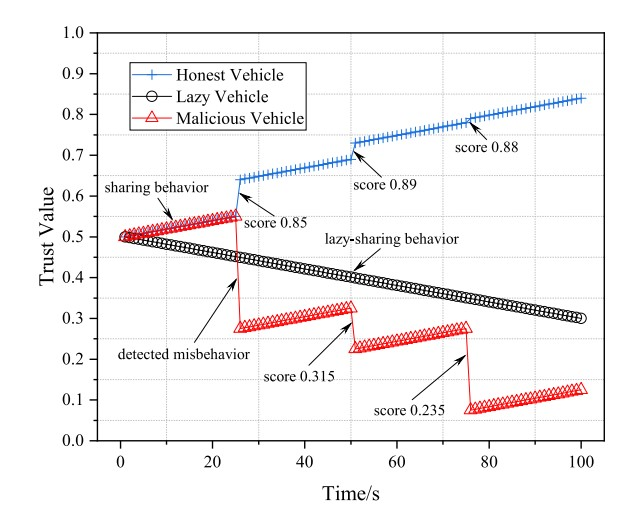 1.0
0.9
0.8
0.7
0.6
0.5
0.4
0.3
0.2
0.1
0.0
Trust Value
Honest Vehicle
Lazy Vehicle
Malicious Vehicle
score 0.88
score 0.89
sharing behavior
score 0.85
lazy-sharing behavior
detected misbehavior
score 0.315
score 0.235
0 20 40 60 80 100
Time/s